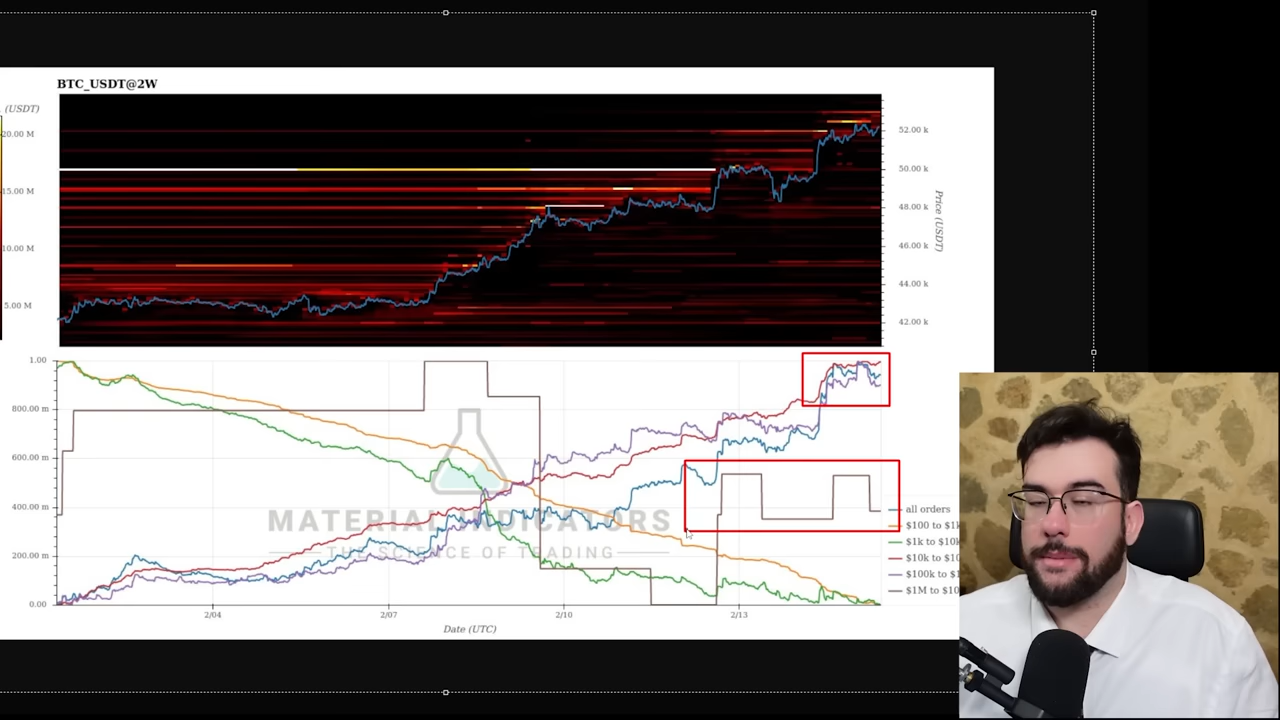 BTC_USDT@2W
(USDT)
20.00 M
15.00 M
10.00 M
5.00 M
52.00 k
50.00 k
48.00 k
46.00 k
44.00 k
42.00 k
Price (USDT)
1.00
800.00 m
600.00 m
400.00 m
200.00 m
0.00
MATERIAL INDICATORS
THE SCIENCE OF TRADING
all orders
$100 to $1k
$1k to $10k
$10k to $10
$100k to $1
$1M to $10
2/04
2/07
2/10
2/13
Date (UTC)